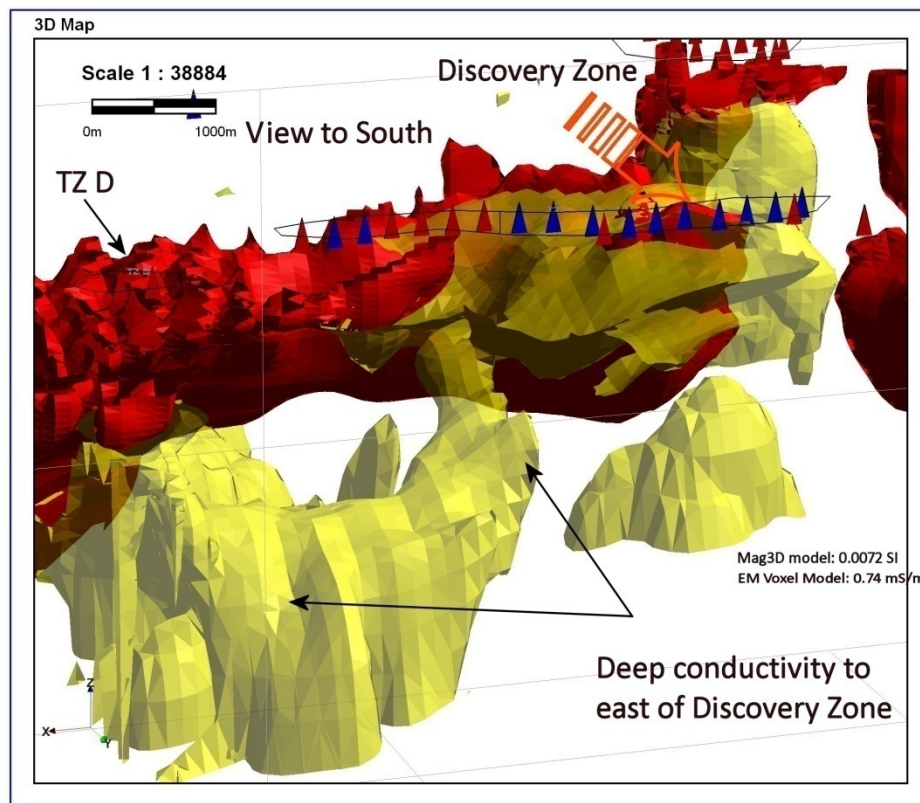 3D Map
Scale 1 : 38884
0m 1000m
Discovery Zone
View to South
TZ D
Mag3D model: 0.0072 SI
EM Voxel Model: 0.74 mS/m
Deep conductivity to
east of Discovery Zone
Z
X
Y